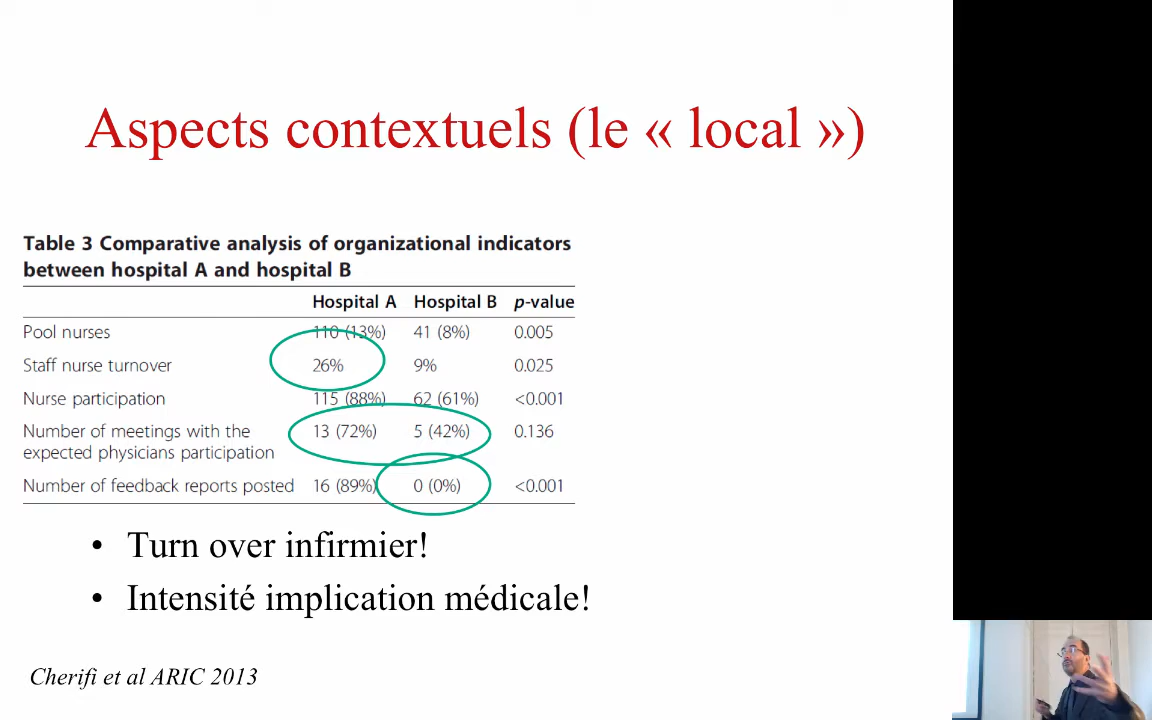 Aspects contextuels (le « local »)
Table 3 Comparative analysis of organizational indicators
between hospital A and hospital B
Hospital A Hospital B p-value
Pool nurses 110 (13%) 41 (8%) 0.005
Staff nurse turnover 26% 9% 0.025
Nurse participation 115 (88%) 62 (61%) <0.001
Number of meetings with the 13 (72%) 5 (42%) 0.136
expected physicians participation
Number of feedback reports posted 16 (89%) 0 (0%) <0.001
• Turn over infirmier!
• Intensité implication médicale!
Cherifi et al ARIC 2013